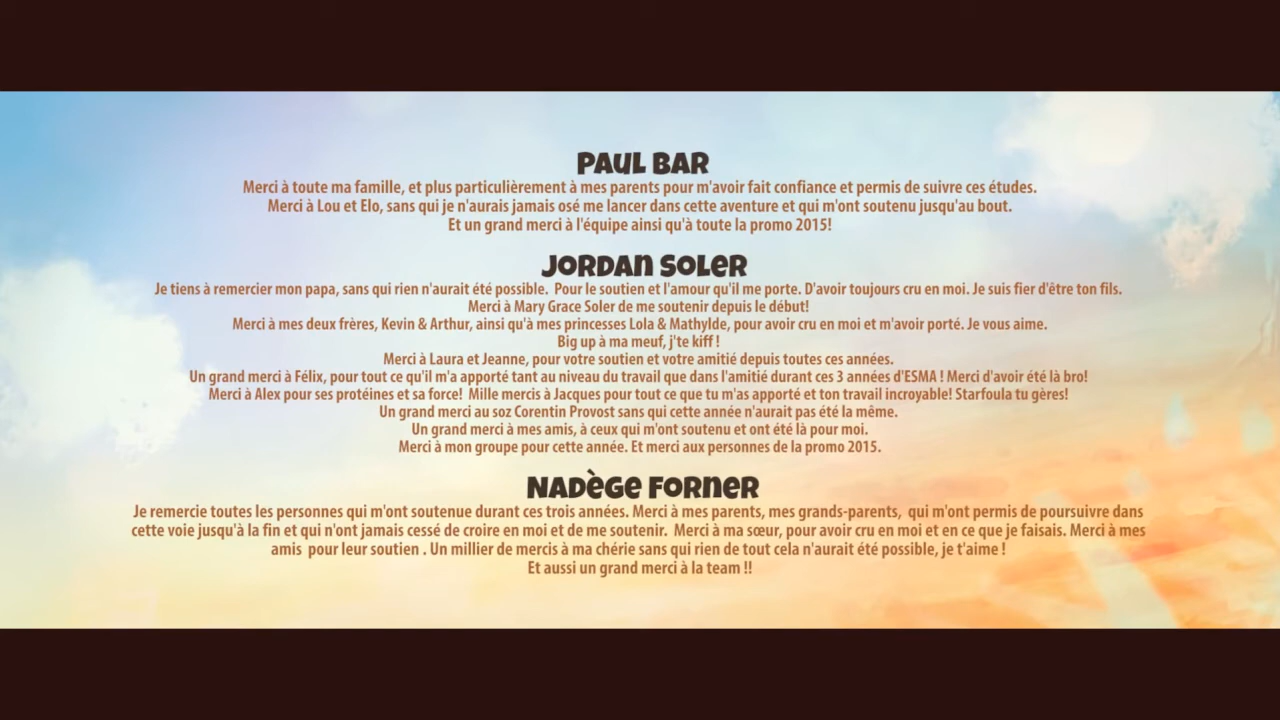 PAUL BAR
Merci à toute ma famille, et plus particulièrement à mes parents pour m'avoir fait confiance et permis de suivre ces études.
Merci à Lou et Elo, sans qui je n'aurais jamais osé me lancer dans cette aventure et qui m'ont soutenu jusqu'au bout.
Et un grand merci à l'équipe ainsi qu'à toute la promo 2015!
JORDAN SOLER
Je tiens à remercier mon papa, sans qui rien n'aurait été possible.  Pour le soutien et l'amour qu'il me porte. D'avoir toujours cru en moi. Je suis fier d'être ton fils.
Merci à Mary Grace Soler de me soutenir depuis le début!
Merci à mes deux frères, Kevin & Arthur, ainsi qu'à mes princesses Lola & Mathylde, pour avoir cru en moi et m'avoir porté. Je vous aime.
Big up à ma meuf, j'te kiff !
Merci à Laura et Jeanne, pour votre soutien et votre amitié depuis toutes ces années.
Un grand merci à Félix, pour tout ce qu'il m'a apporté tant au niveau du travail que dans l'amitié durant ces 3 années d'ESMA ! Merci d'avoir été là bro!
Merci à Alex pour ses protéines et sa force!  Mille mercis à Jacques pour tout ce que tu m'as apporté et ton travail incroyable! Starfoula tu gères!
Un grand merci au soz Corentin Provost sans qui cette année n'aurait pas été la même.
Un grand merci à mes amis, à ceux qui m'ont soutenu et ont été là pour moi.
Merci à mon groupe pour cette année. Et merci aux personnes de la promo 2015.
NADÈGE FORNER
Je remercie toutes les personnes qui m'ont soutenue durant ces trois années. Merci à mes parents, mes grands-parents,  qui m'ont permis de poursuivre dans
cette voie jusqu'à la fin et qui n'ont jamais cessé de croire en moi et de me soutenir.  Merci à ma sœur, pour avoir cru en moi et en ce que je faisais. Merci à mes
amis  pour leur soutien . Un millier de mercis à ma chérie sans qui rien de tout cela n'aurait été possible, je t'aime !
Et aussi un grand merci à la team !!